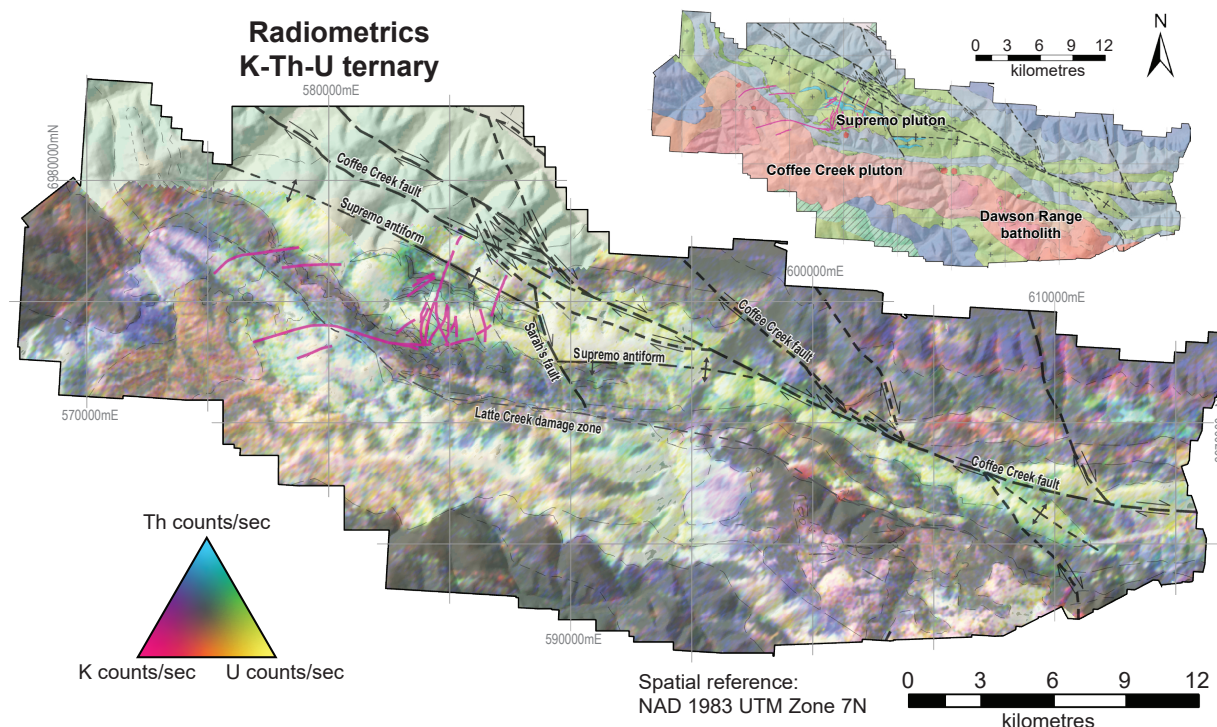 Radiometrics
K-Th-U ternary
0 3 6 9 12
kilometres
N
Supremo pluton
Coffee Creek pluton
Dawson Range
batholith
580000mE
6980000mN
Coffee Creek fault
Supremo antiform
600000mE
610000mE
Coffee Creek fault
Sarah's fault
Supremo antiform
570000mE
Latte Creek damage zone
Coffee Creek fault
590000mE
Th counts/sec
K counts/sec
U counts/sec
Spatial reference:
NAD 1983 UTM Zone 7N
0 3 6 9 12
kilometres